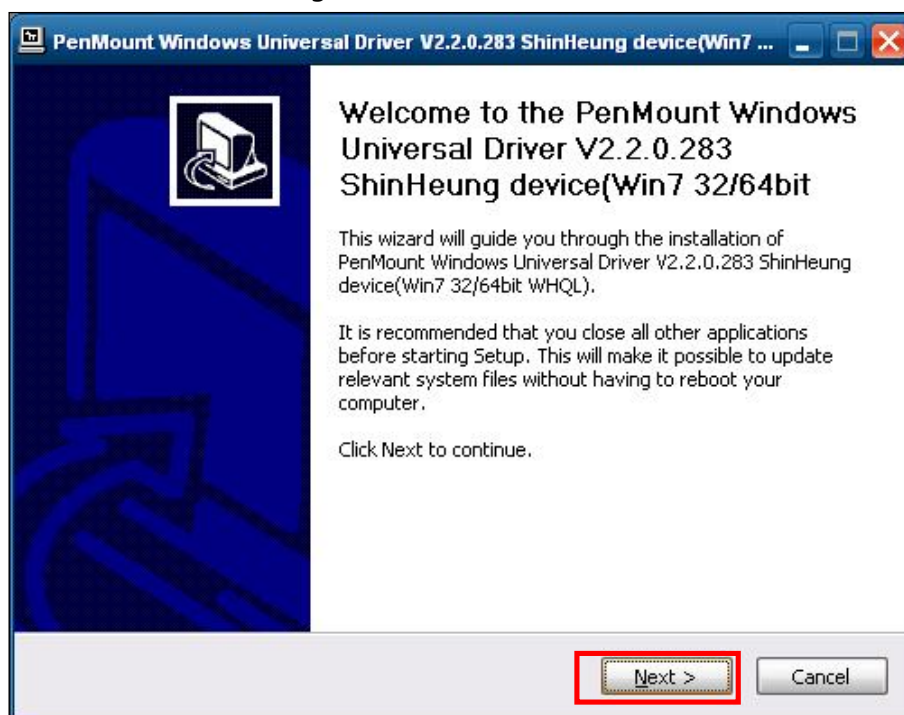 PenMount Windows Universal Driver V2.2.0.283 ShinHeung device(Win7 ...
Welcome to the PenMount Windows
Universal Driver V2.2.0.283
ShinHeung device(Win7 32/64bit
This wizard will guide you through the installation of
PenMount Windows Universal Driver V2.2.0.283 ShinHeung
device(Win7 32/64bit WHQL).
It is recommended that you close all other applications
before starting Setup. This will make it possible to update
relevant system files without having to reboot your
computer.
Click Next to continue.
Next >
Cancel